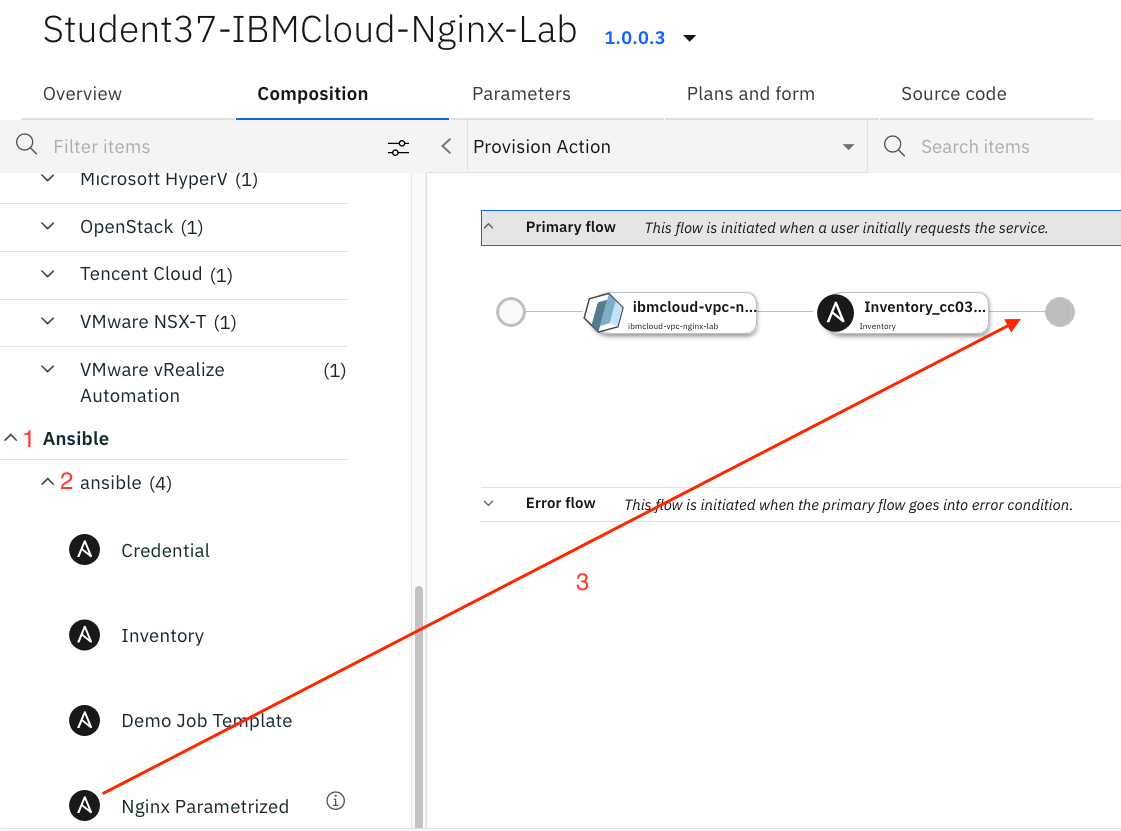 Student37-IBMCloud-Nginx-Lab 1.0.0.3
Overview Composition Parameters Plans and form Source code
Filter items Provision Action Search items
Microsoft HyperV (1)
OpenStack (1)
Tencent Cloud (1)
VMware NSX-T (1)
VMware vRealize (1)
Automation
1 Ansible
2 ansible (4)
Credential
Inventory
Demo Job Template
Nginx Parametrized
Primary flow This flow is initiated when a user initially requests the service.
ibmcloud-vpc-n...
ibmcloud-vpc-nginx-lab
Inventory_cc03...
Inventory
Error flow This flow is initiated when the primary flow goes into error condition.
3